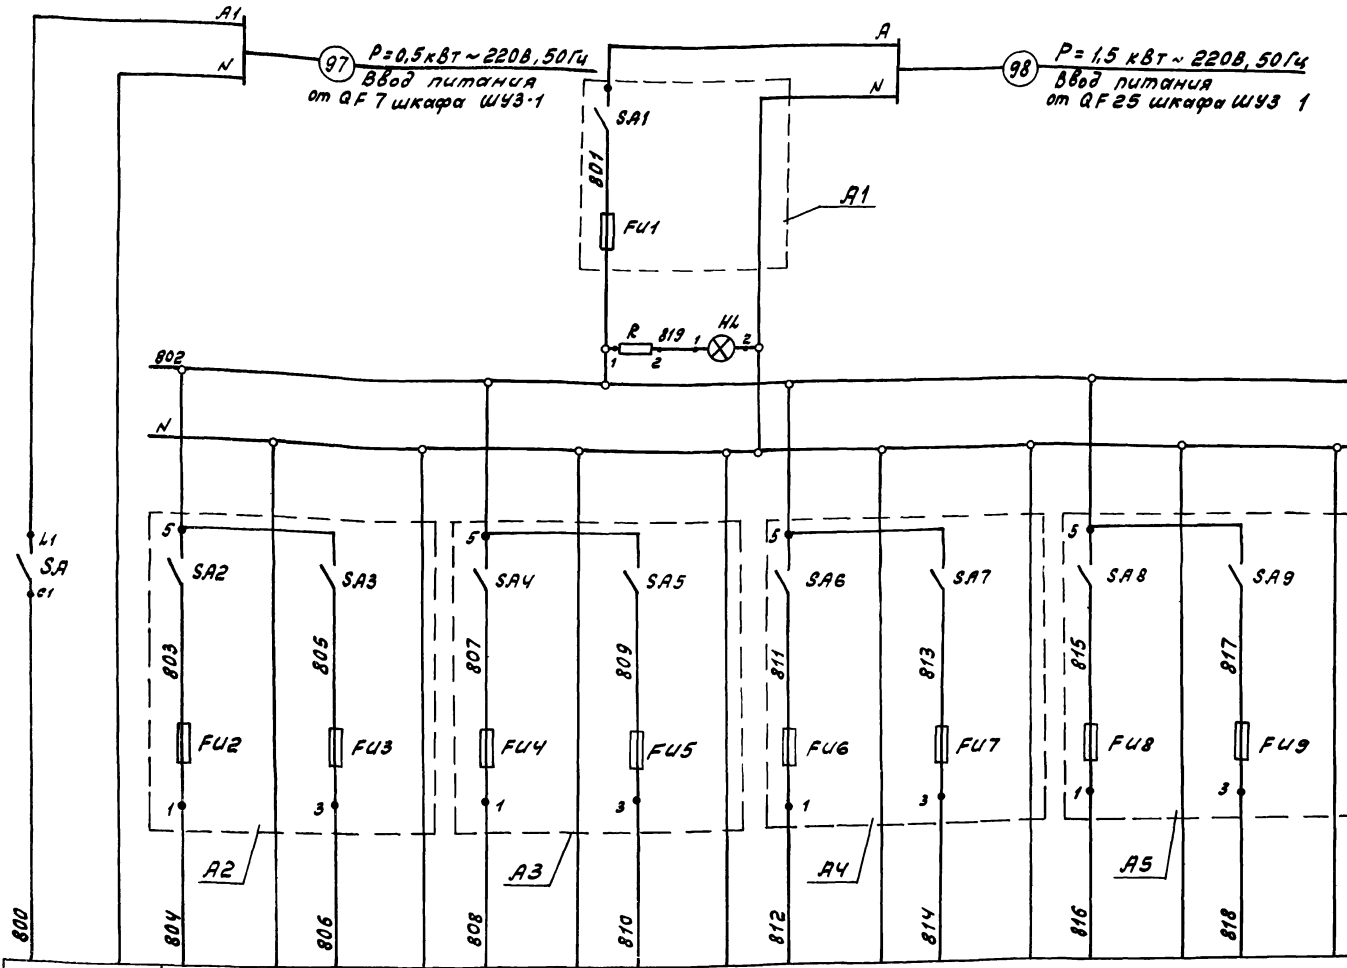 A1
N
97
P=0,5 кВт ~ 220В, 50Гц
Ввод питания
от QF7 шкафа ШУЗ-1
A
N
98
P=1,5 кВт ~ 220В, 50Гц
Ввод питания
от QF25 шкафа ШУЗ 1
SA1
801
A1
FU1
R 819 1 HL 2
1 2
802
N
L1
SA
C1
5 5 5 5
SA2 SA3 SA4 SA5 SA6 SA7 SA8 SA9
803 805 807 809 811 813 815 817
FU2 FU3 FU4 FU5 FU6 FU7 FU8 FU9
1 3 1 3 1 3 1 3
A2 A3 A4 A5
800 804 806 808 810 812 814 816 818